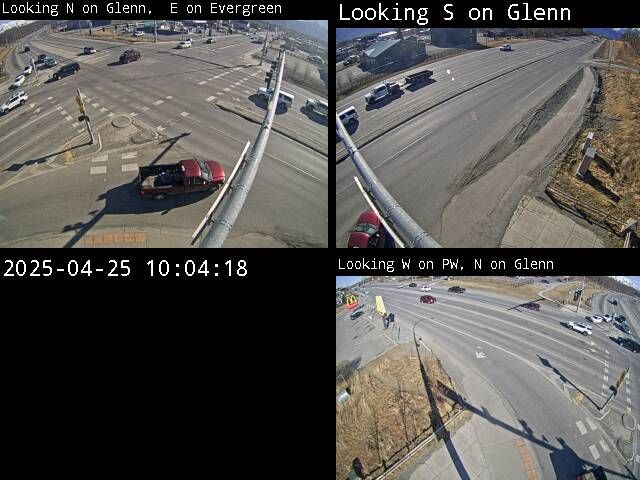 Looking N on Glenn,  E on Evergreen
Looking S on Glenn
2025-04-25 10:04:18
Looking W on PW, N on Glenn